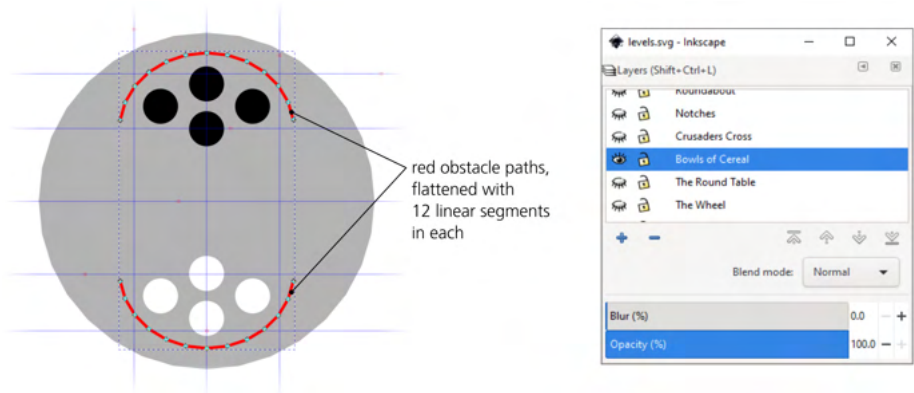 red obstacle paths,
flattened with
12 linear segments
in each
levels.svg - Inkscape
Layers (Shift+Ctrl+L)
Roundabout
Notches
Crusaders Cross
Bowls of Cereal
The Round Table
The Wheel
Blend mode: Normal
Blur (%) 0.0
Opacity (%) 100.0